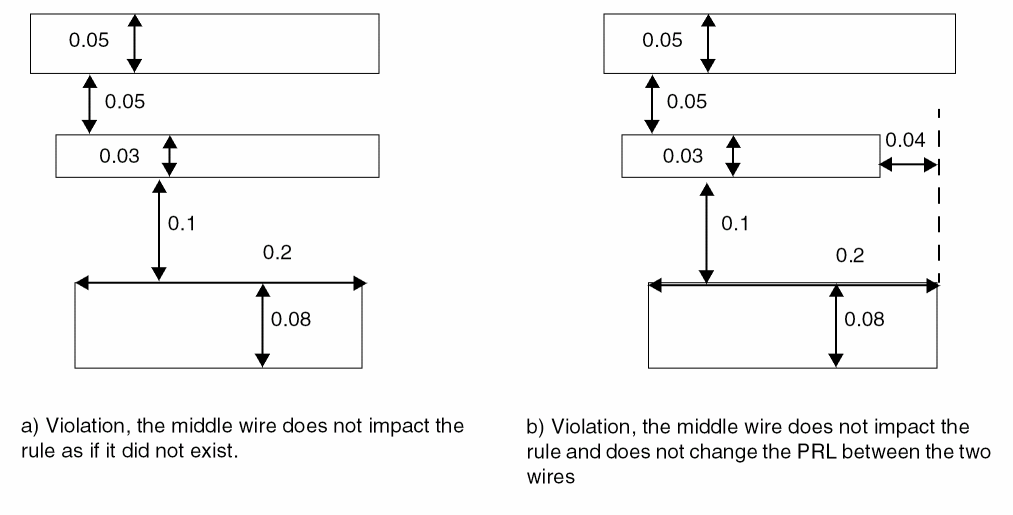 0.05
0.05
0.03
0.1
0.2
0.08
a) Violation, the middle wire does not impact the
rule as if it did not exist.
0.05
0.05
0.03
0.04
0.1
0.2
0.08
b) Violation, the middle wire does not impact the
rule and does not change the PRL between the two
wires